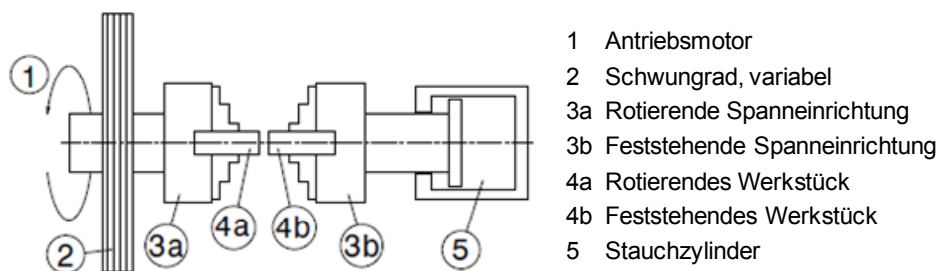 1
2
3a
4a
4b
3b
5
1 Antriebsmotor
2 Schwungrad, variabel
3a Rotierende Spanneinrichtung
3b Feststehende Spanneinrichtung
4a Rotierendes Werkstück
4b Feststehendes Werkstück
5 Stauchzylinder